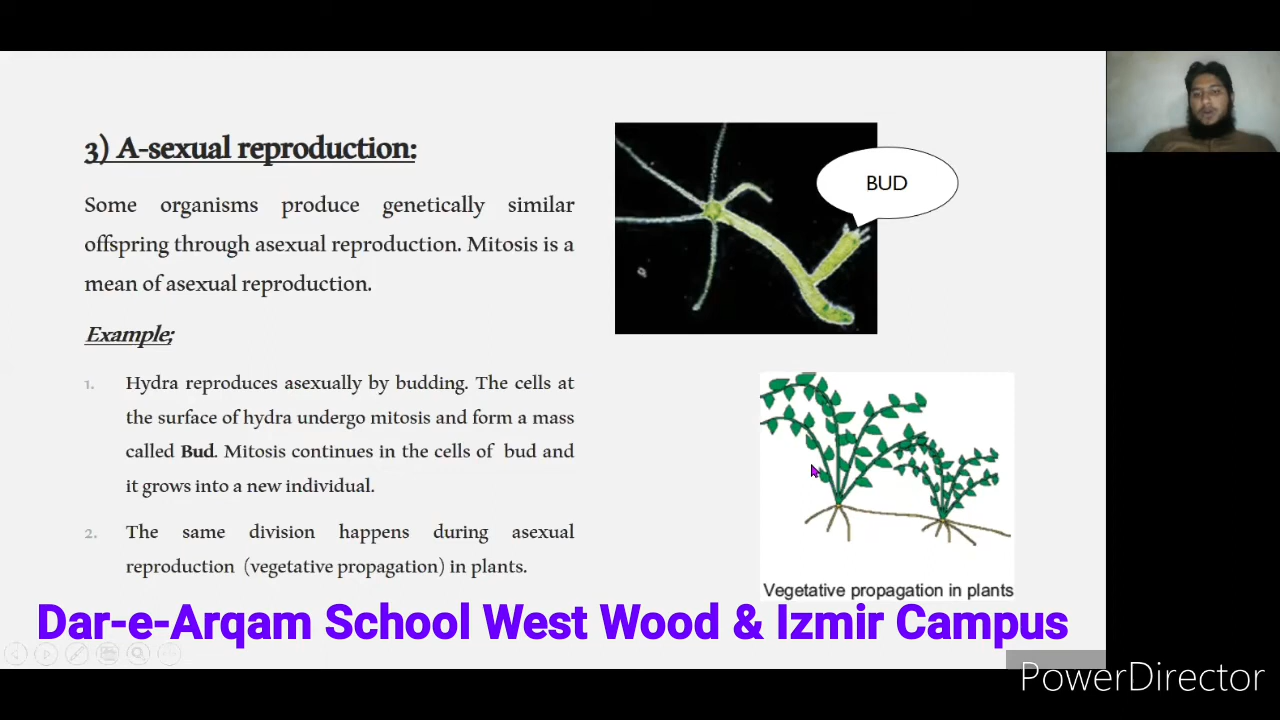 3) A-sexual reproduction:
Some organisms produce genetically similar
offspring through asexual reproduction. Mitosis is a
mean of asexual reproduction.
Example;
1. Hydra reproduces asexually by budding. The cells at
the surface of hydra undergo mitosis and form a mass
called Bud. Mitosis continues in the cells of bud and
it grows into a new individual.
2. The same division happens during asexual
reproduction (vegetative propagation) in plants.
BUD
Vegetative propagation in plants
Dar-e-Arqam School West Wood & Izmir Campus
PowerDirector